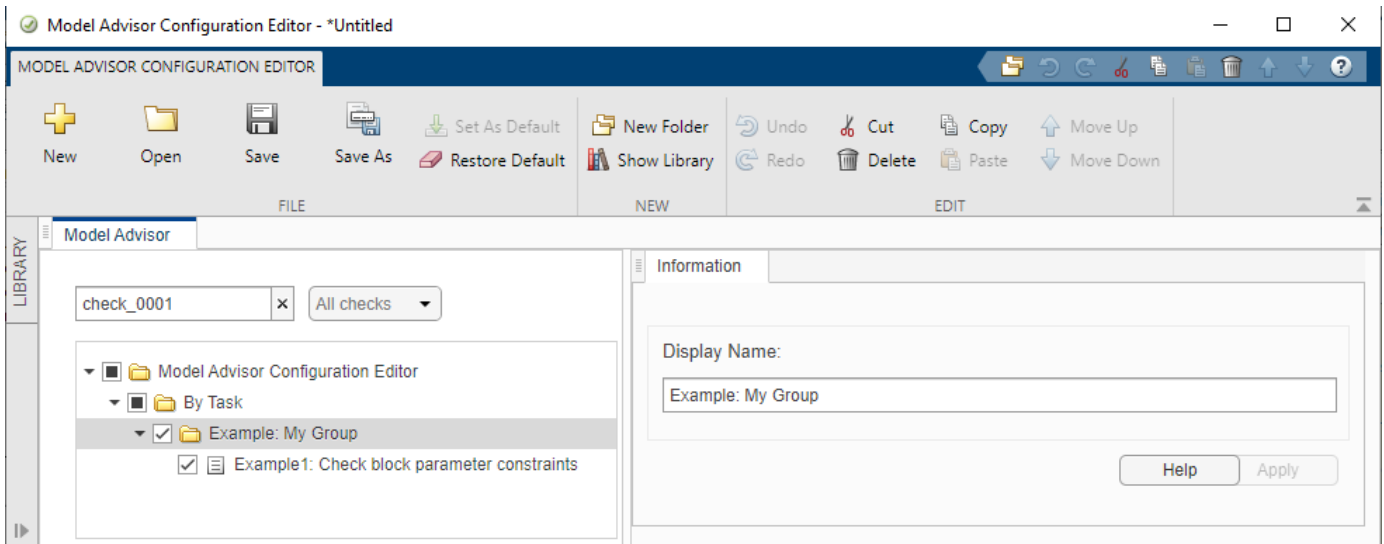 Model Advisor Configuration Editor - *Untitled
MODEL ADVISOR CONFIGURATION EDITOR
New
Open
Save
Save As
Set As Default
Restore Default
FILE
New Folder
Show Library
NEW
Undo
Redo
Cut
Delete
Copy
Paste
Move Up
Move Down
EDIT
LIBRARY
Model Advisor
check_0001
All checks
Model Advisor Configuration Editor
By Task
Example: My Group
Example1: Check block parameter constraints
Information
Display Name:
Example: My Group
Help
Apply